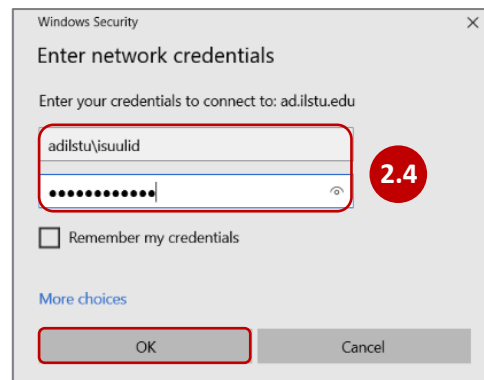 Windows Security
Enter network credentials
Enter your credentials to connect to: ad.ilstu.edu
adilstu\isuulid
●●●●●●●●●●●●
2.4
Remember my credentials
More choices
OK
Cancel